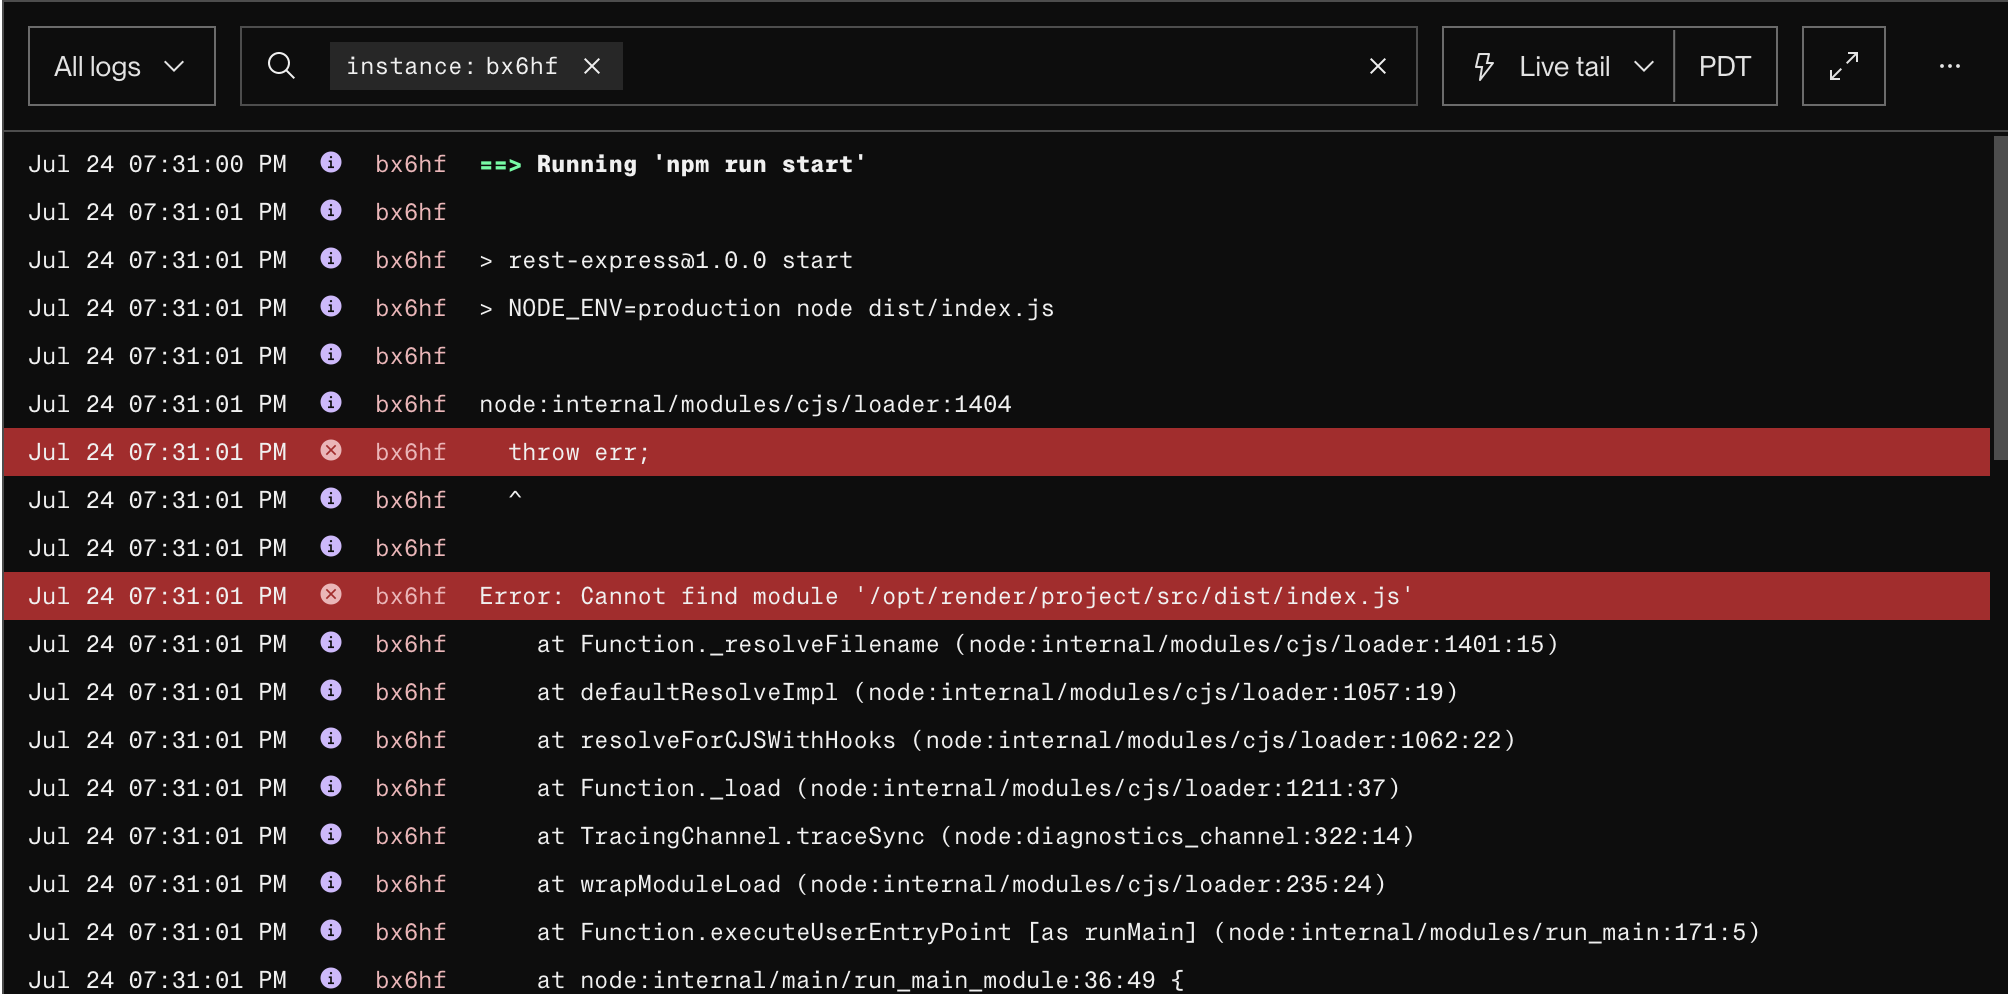 All logs instance: bx6hf Live tail PDT
Jul 24 07:31:00 PM bx6hf ==> Running 'npm run start'
Jul 24 07:31:01 PM bx6hf
Jul 24 07:31:01 PM bx6hf > rest-express@1.0.0 start
Jul 24 07:31:01 PM bx6hf > NODE_ENV=production node dist/index.js
Jul 24 07:31:01 PM bx6hf
Jul 24 07:31:01 PM bx6hf node:internal/modules/cjs/loader:1404
Jul 24 07:31:01 PM bx6hf throw err;
Jul 24 07:31:01 PM bx6hf ^
Jul 24 07:31:01 PM bx6hf
Jul 24 07:31:01 PM bx6hf Error: Cannot find module '/opt/render/project/src/dist/index.js'
Jul 24 07:31:01 PM bx6hf at Function._resolveFilename (node:internal/modules/cjs/loader:1401:15)
Jul 24 07:31:01 PM bx6hf at defaultResolveImpl (node:internal/modules/cjs/loader:1057:19)
Jul 24 07:31:01 PM bx6hf at resolveForCJSWithHooks (node:internal/modules/cjs/loader:1062:22)
Jul 24 07:31:01 PM bx6hf at Function._load (node:internal/modules/cjs/loader:1211:37)
Jul 24 07:31:01 PM bx6hf at TracingChannel.traceSync (node:diagnostics_channel:322:14)
Jul 24 07:31:01 PM bx6hf at wrapModuleLoad (node:internal/modules/cjs/loader:235:24)
Jul 24 07:31:01 PM bx6hf at Function.executeUserEntryPoint [as runMain] (node:internal/modules/run_main:171:5)
Jul 24 07:31:01 PM bx6hf at node:internal/main/run_main_module:36:49 {